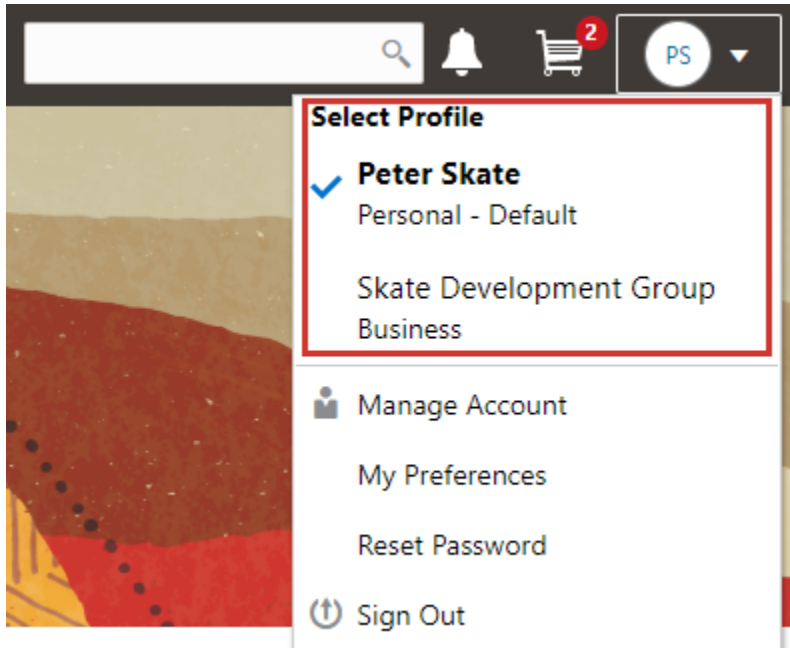 2
PS
Select Profile
Peter Skate
Personal - Default
Skate Development Group
Business
Manage Account
My Preferences
Reset Password
Sign Out